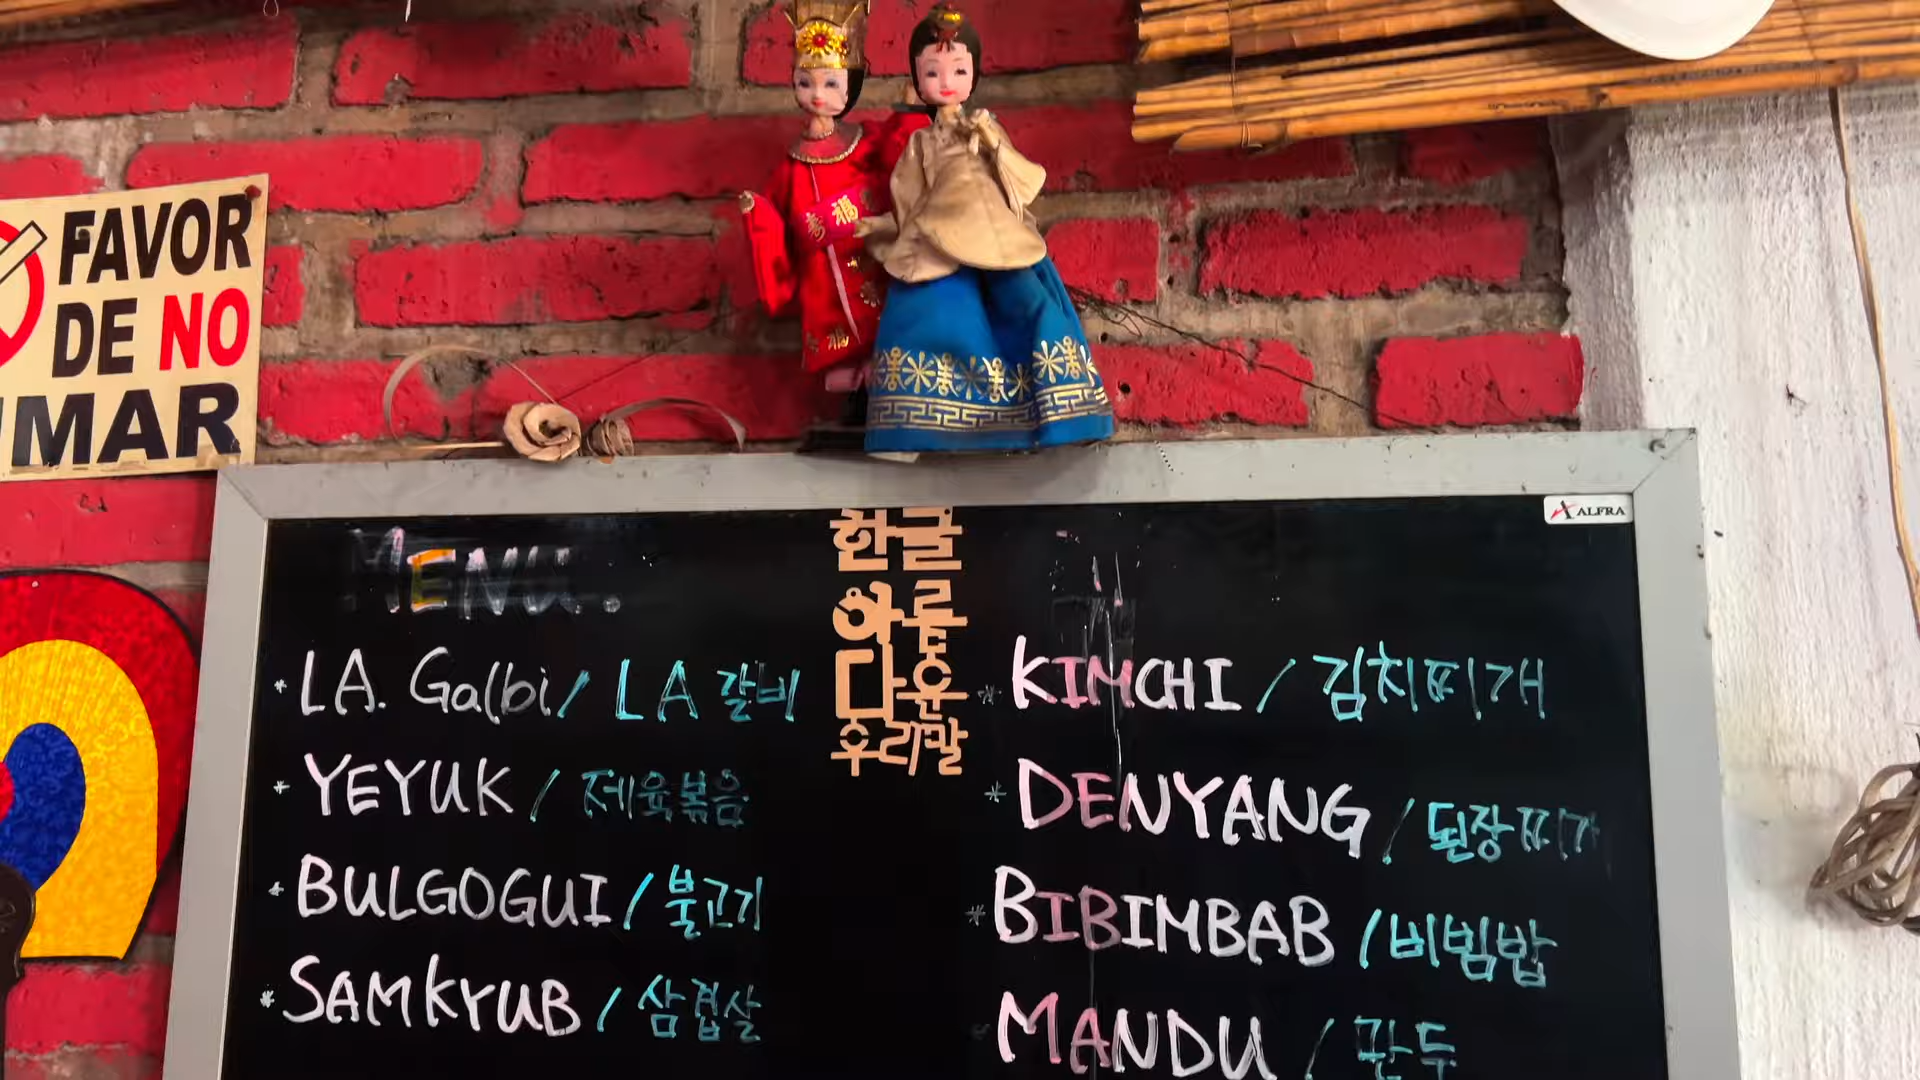 FAVOR
DE NO
MAR
福
ALFRA
MENU.
한글
아름
다운
우리말
* LA. Galbi / LA 갈비
* YEYUK / 제육볶음
* BULGOGUI / 불고기
* SAMKYUB / 삼겹살
* KIMCHI / 김치찌개
* DENYANG / 된장찌개
* BIBIMBAB / 비빔밥
MANDU / 만두